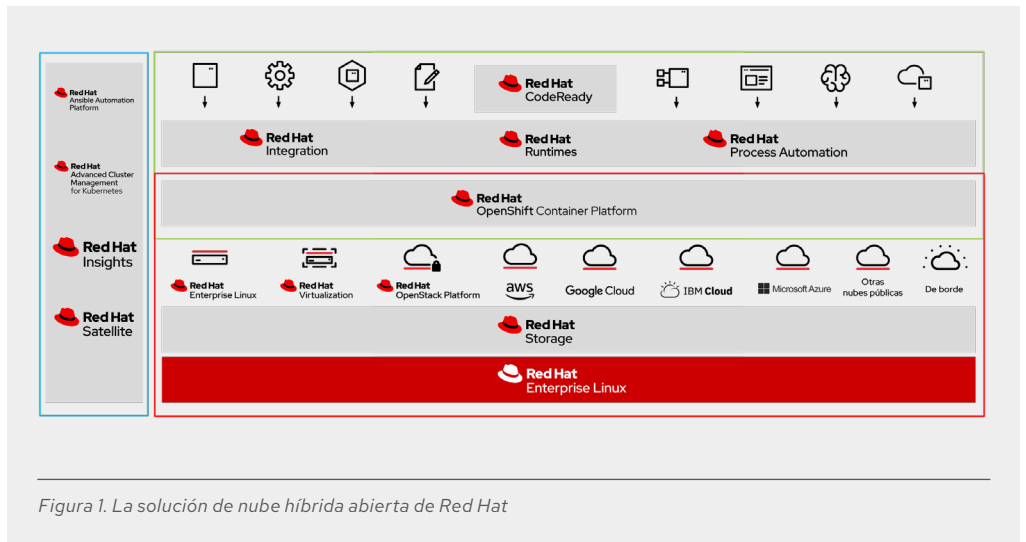 Red Hat
Ansible Automation
Platform
Red Hat
Advanced Cluster
Management
for Kubernetes
Red Hat
Insights
Red Hat
Satellite
Red Hat
CodeReady
Red Hat
Integration
Red Hat
Runtimes
Red Hat
Process Automation
Red Hat
OpenShift Container Platform
Red Hat
Enterprise Linux
Red Hat
Virtualization
Red Hat
OpenStack Platform
aws
Google Cloud
IBM Cloud
Microsoft Azure
Otras
nubes públicas
De borde
Red Hat
Storage
Red Hat
Enterprise Linux
Figura 1. La solución de nube híbrida abierta de Red Hat